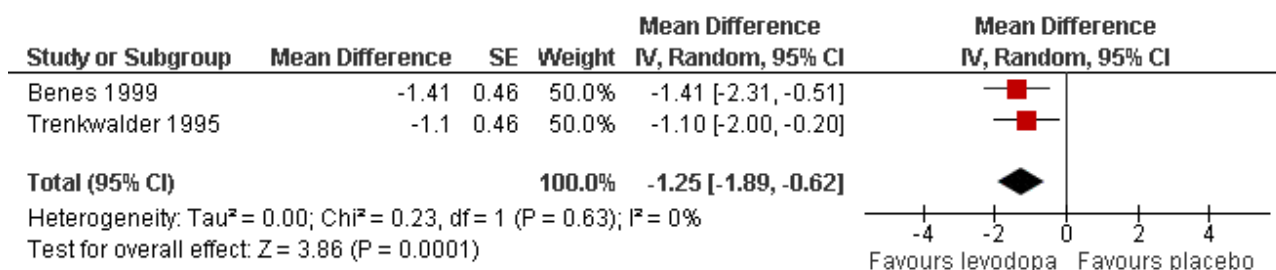 Mean Difference Mean Difference
Study or Subgroup Mean Difference SE Weight IV, Random, 95% CI IV, Random, 95% CI
Benes 1999 -1.41 0.46 50.0% -1.41 [-2.31, -0.51]
Trenkwalder 1995 -1.1 0.46 50.0% -1.10 [-2.00, -0.20]
Total (95% CI) 100.0% -1.25 [-1.89, -0.62]
Heterogeneity: Tau² = 0.00; Chi² = 0.23, df = 1 (P = 0.63); I² = 0%
Test for overall effect: Z = 3.86 (P = 0.0001)
-4 -2 0 2 4
Favours levodopa Favours placebo